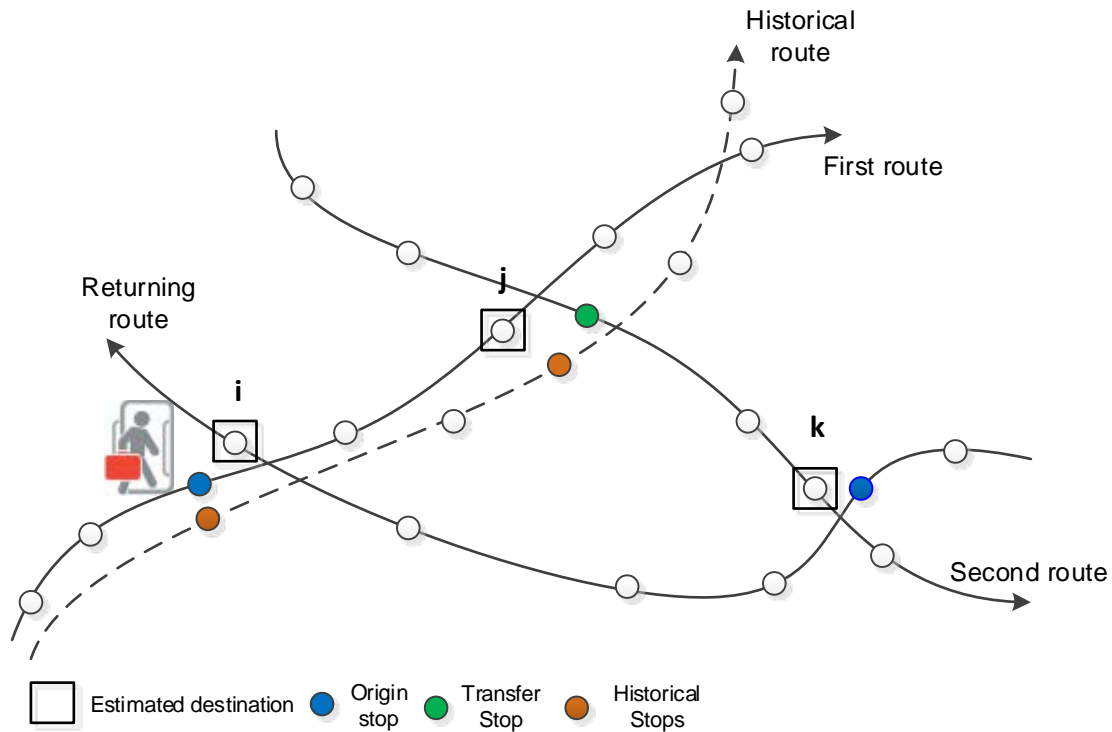 Historical
route
First route
j
Returning
route
i
k
Second route
Estimated destination
Origin
stop
Transfer
Stop
Historical
Stops